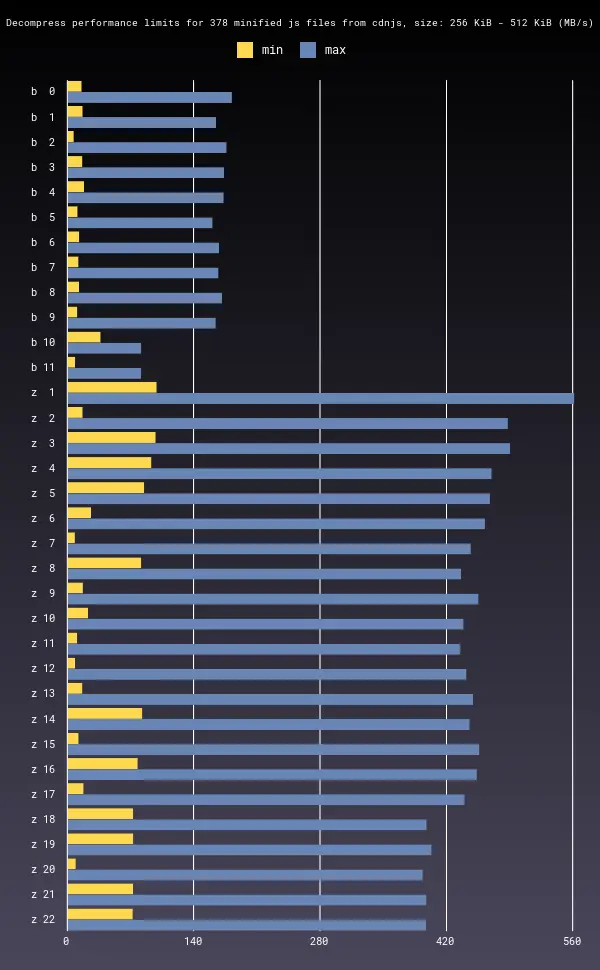 Decompress performance limits for 378 minified js files from cdnjs, size: 256 KiB - 512 KiB (MB/s)
min max
b 0
b 1
b 2
b 3
b 4
b 5
b 6
b 7
b 8
b 9
b 10
b 11
z 1
z 2
z 3
z 4
z 5
z 6
z 7
z 8
z 9
z 10
z 11
z 12
z 13
z 14
z 15
z 16
z 17
z 18
z 19
z 20
z 21
z 22
0 140 280 420 560